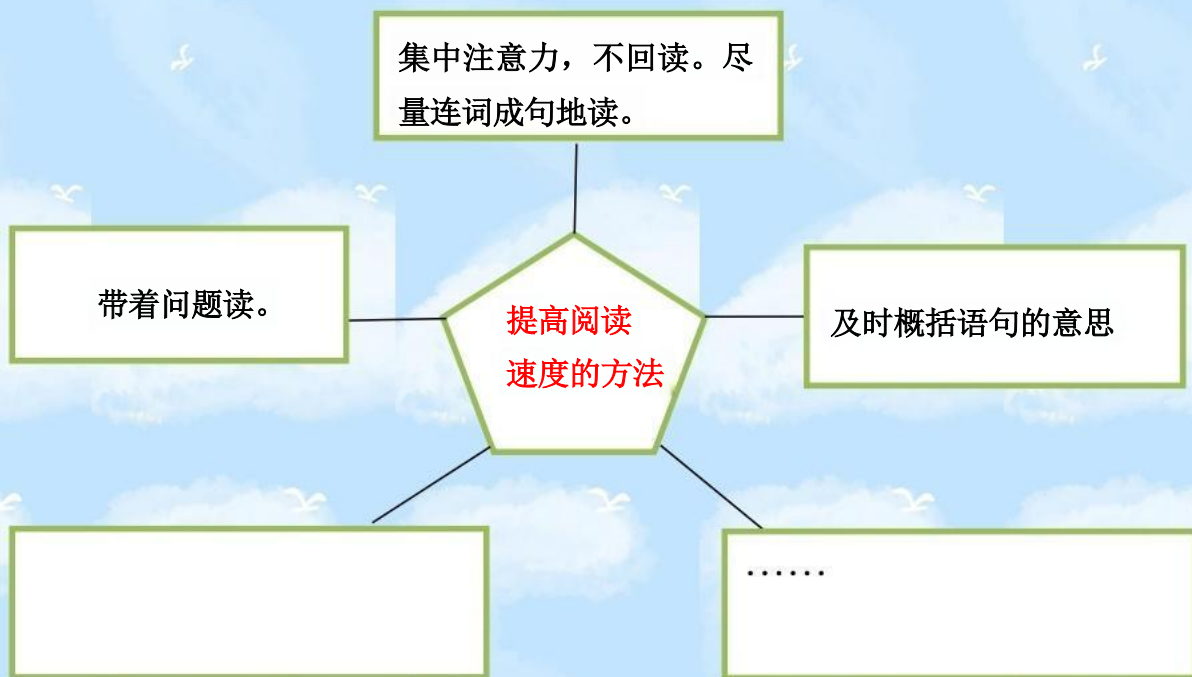 集中注意力，不回读。尽
量连词成句地读。
带着问题读。
提高阅读
速度的方法
及时概括语句的意思
······